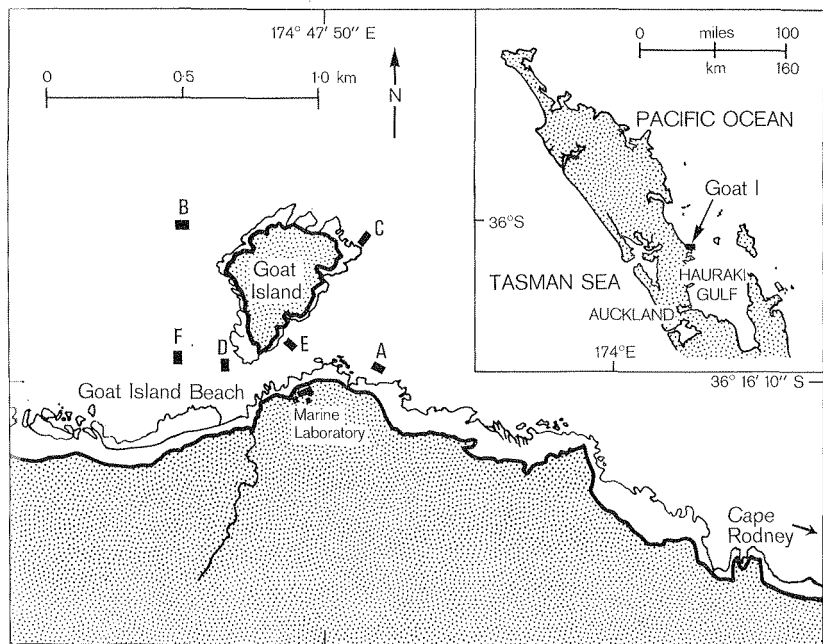 174° 47' 50" E
0 0·5 1·0 km
N
B
C
Goat
Island
F
D
E
A
Goat Island Beach
Marine
Laboratory
36° 16' 10" S
Cape
Rodney
0 miles 100
km 160
PACIFIC OCEAN
Goat I
36°S
TASMAN SEA
HAURAKI
GULF
AUCKLAND
174°E